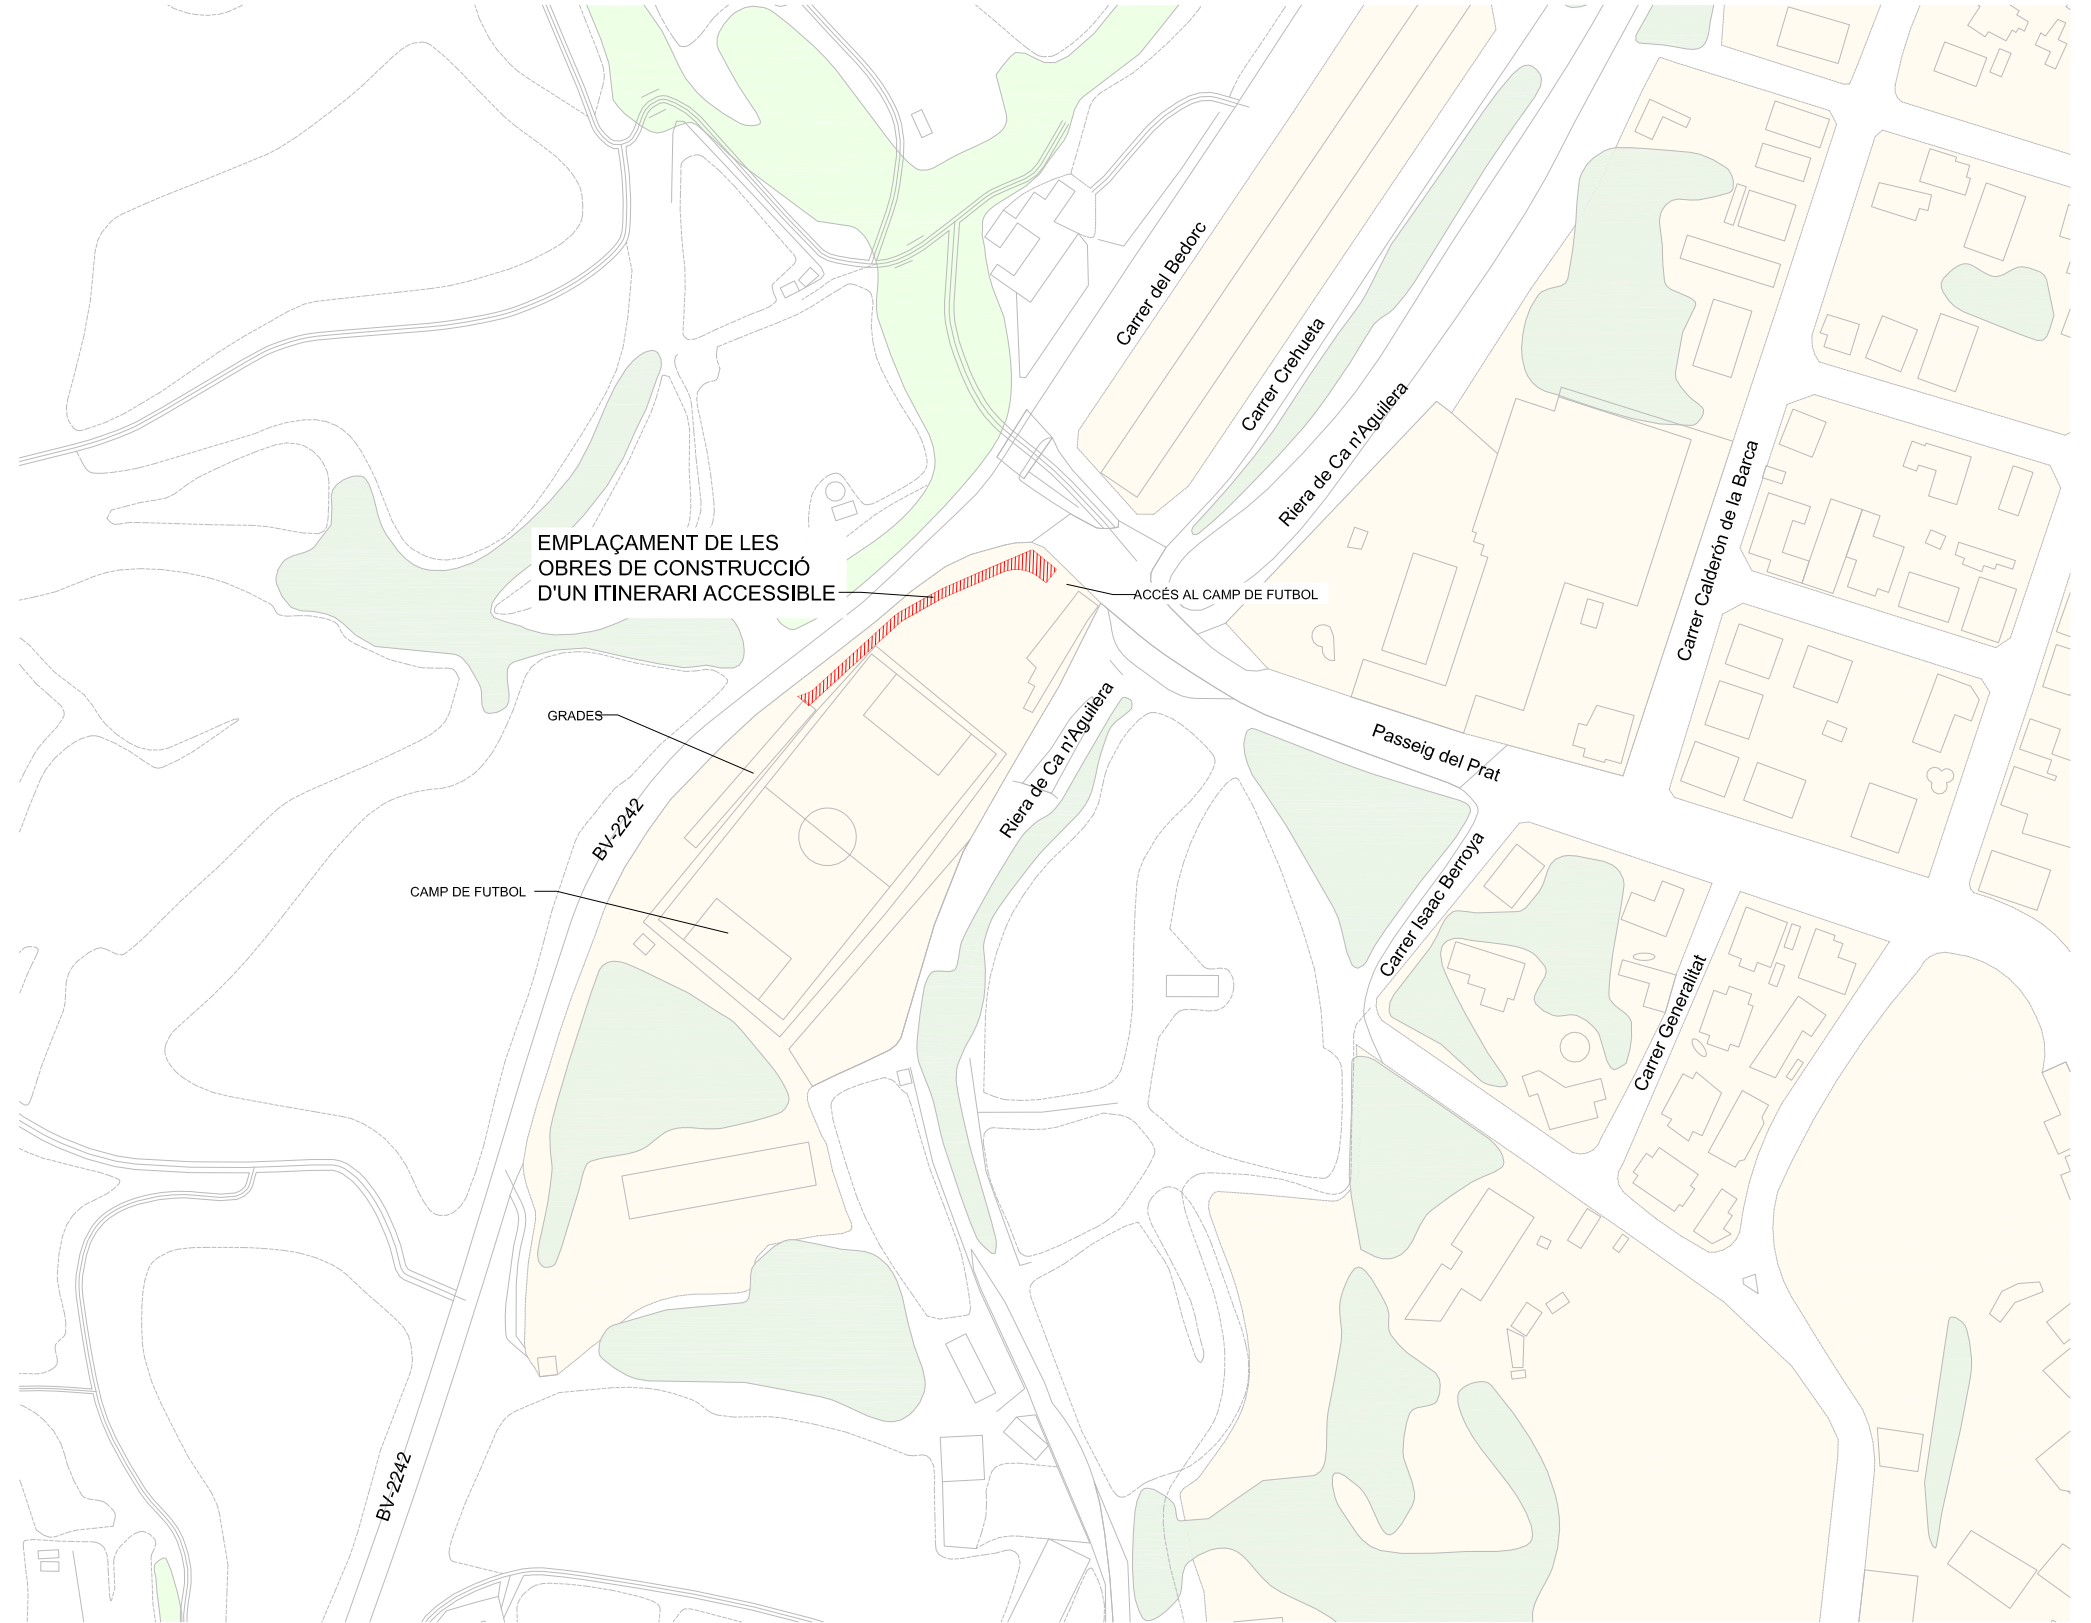 Carrer del Bedorc
Carrer Crehueta
Riera de Ca n'Aguilera
Carrer Calderón de la Barca
EMPLAÇAMENT DE LES
OBRES DE CONSTRUCCIÓ
D'UN ITINERARI ACCESSIBLE
ACCÉS AL CAMP DE FUTBOL
GRADES
Riera de Ca n'Aguilera
Passeig del Prat
BV-2242
CAMP DE FUTBOL
Carrer Isaac Berroya
Carrer Generalitat
BV-2242